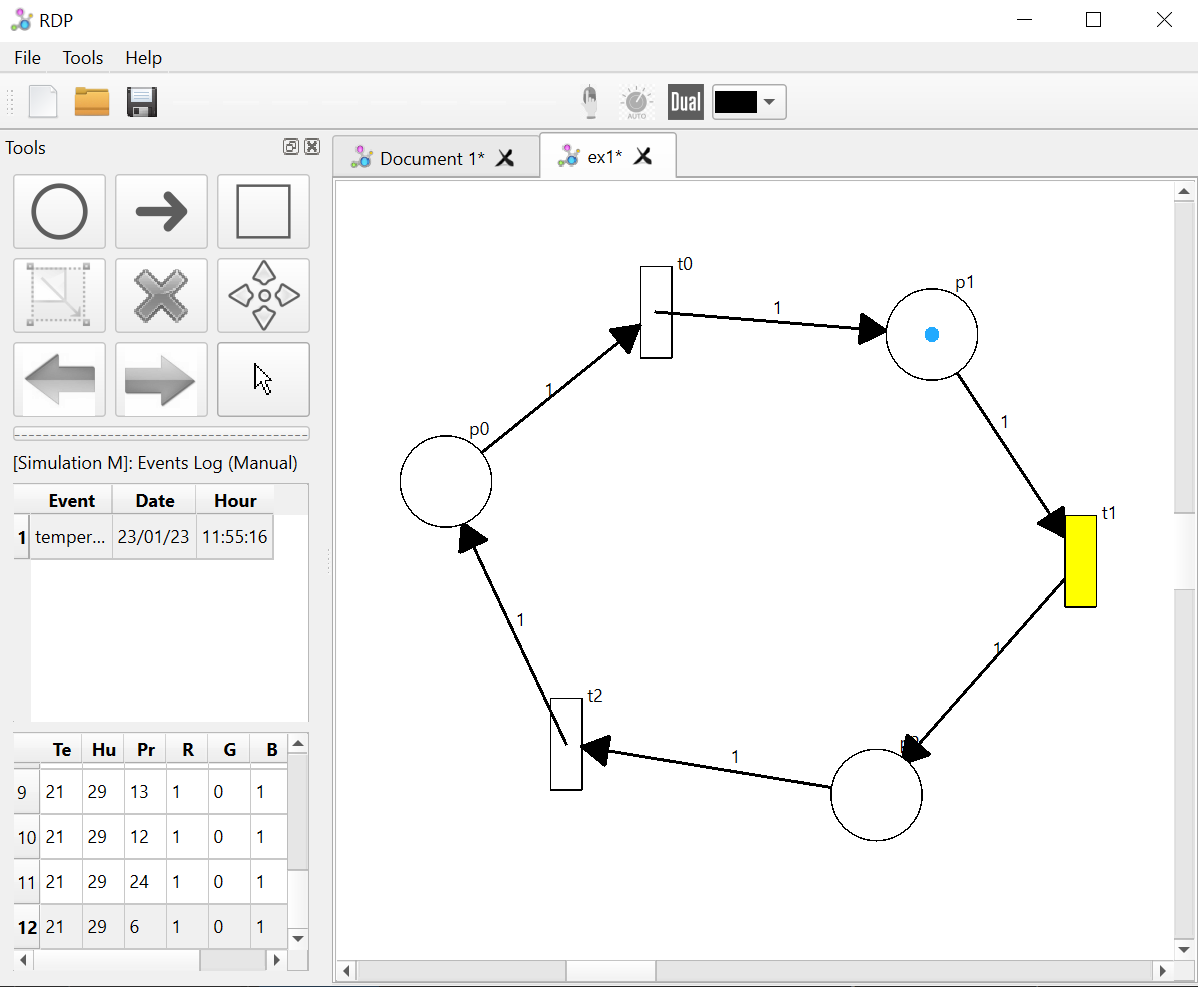 RDP
File Tools Help
AUTO Dual
Tools
Document 1* ex1*
t0
p1
1
1
p0
1
t1
[Simulation M]: Events Log (Manual)
Event Date Hour
1 temper... 23/01/23 11:55:16
1
1
t2
1
Te Hu Pr R G B
9 21 29 13 1 0 1
10 21 29 12 1 0 1
11 21 29 24 1 0 1
12 21 29 6 1 0 1